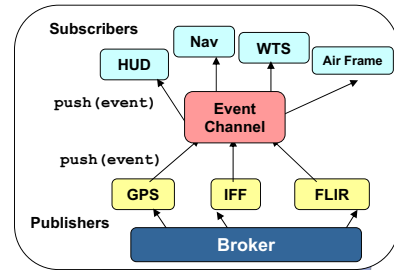 Subscribers
Nav
WTS
HUD
Air Frame
push(event)
Event
Channel
push(event)
GPS
IFF
FLIR
Publishers
Broker